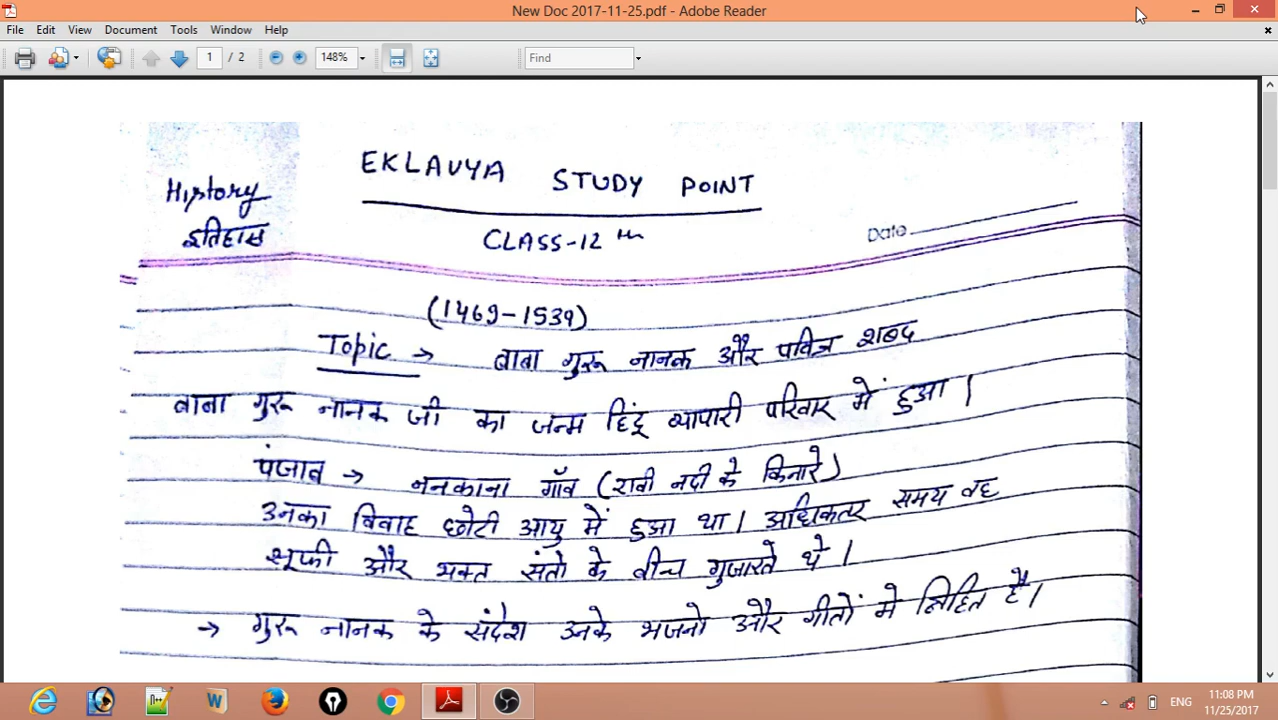 New Doc 2017-11-25.pdf - Adobe Reader
File Edit View Document Tools Window Help
1 / 2 148% Find
EKLAVYA STUDY POINT
History
इतिहास
CLASS-12 th
Date
(1469-1539)
Topic → बाबा गुरू नानक और पवित्र शब्द
बाबा गुरू नानक जी का जन्म हिंदू व्यापारी परिवार में हुआ।
पंजाब → ननकाना गाँव (रावी नदी के किनारे)
उनका विवाह छोटी आयु में हुआ था। अधिकतर समय वह
सूफी और भक्त संतो के बीच गुजारते थे।
→ गुरू नानक के संदेश उनके भजनो और गीतों मे निहित है।
ENG
11:08 PM
11/25/2017